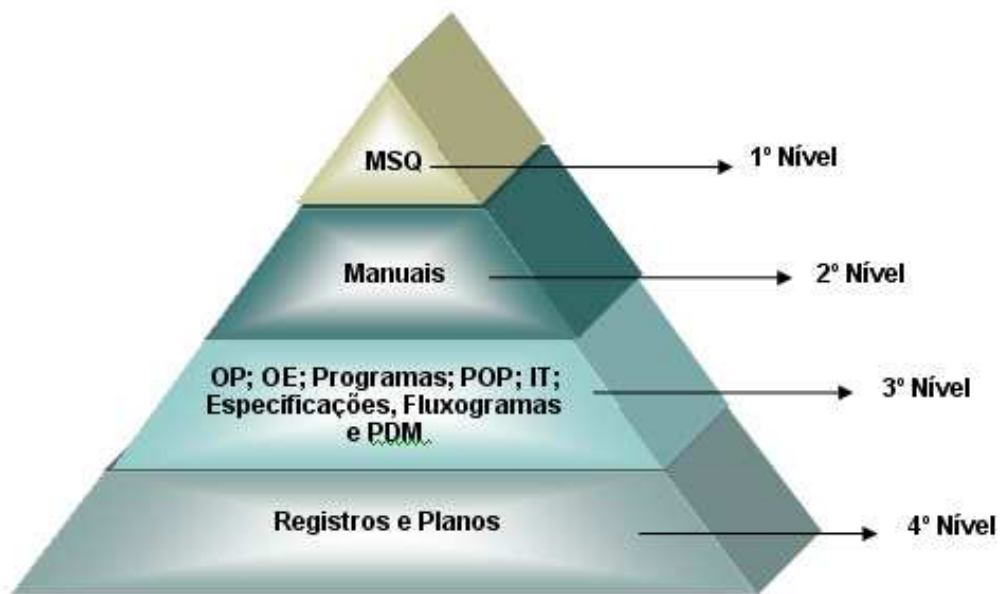 MSQ
1º Nível
Manuais
2º Nível
OP; OE; Programas; POP; IT;
Especificações, Fluxogramas
e PDM
3º Nível
Registros e Planos
4º Nível